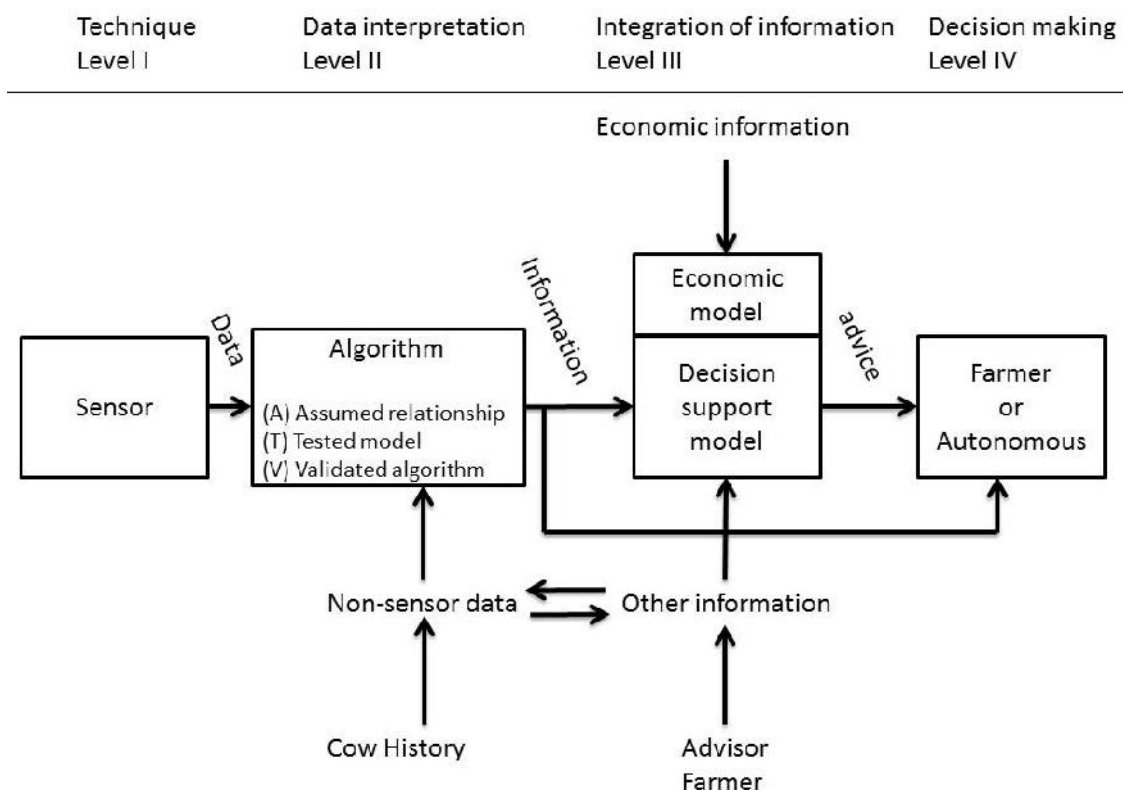 Technique
Level I
Data interpretation
Level II
Integration of information
Level III
Decision making
Level IV
Economic information
Economic
model
Sensor
Data
Algorithm
(A) Assumed relationship
(T) Tested model
(V) Validated algorithm
Information
Decision
support
model
advice
Farmer
or
Autonomous
Non-sensor data
Other information
Cow History
Advisor
Farmer